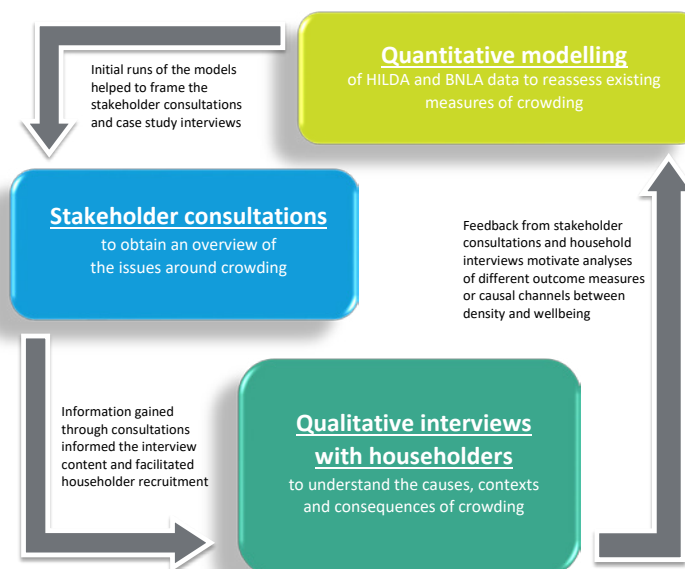 Quantitative modelling
of HILDA and BNLA data to reassess existing
measures of crowding
Initial runs of the models
helped to frame the
stakeholder consultations
and case study interviews
Stakeholder consultations
to obtain an overview of
the issues around crowding
Feedback from stakeholder
consultations and household
interviews motivate analyses
of different outcome measures
or causal channels between
density and wellbeing
Information gained
through consultations
informed the interview
content and facilitated
householder recruitment
Qualitative interviews
with householders
to understand the causes, contexts
and consequences of crowding